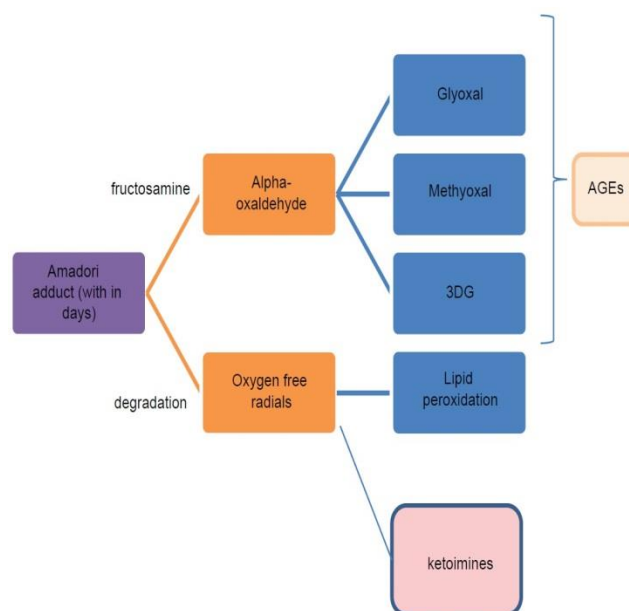 Glyoxal
fructosamine
Alpha-
oxaldehyde
Methyoxal
AGEs
Amadori
adduct (with in
days)
3DG
degradation
Oxygen free
radials
Lipid
peroxidation
ketoimines